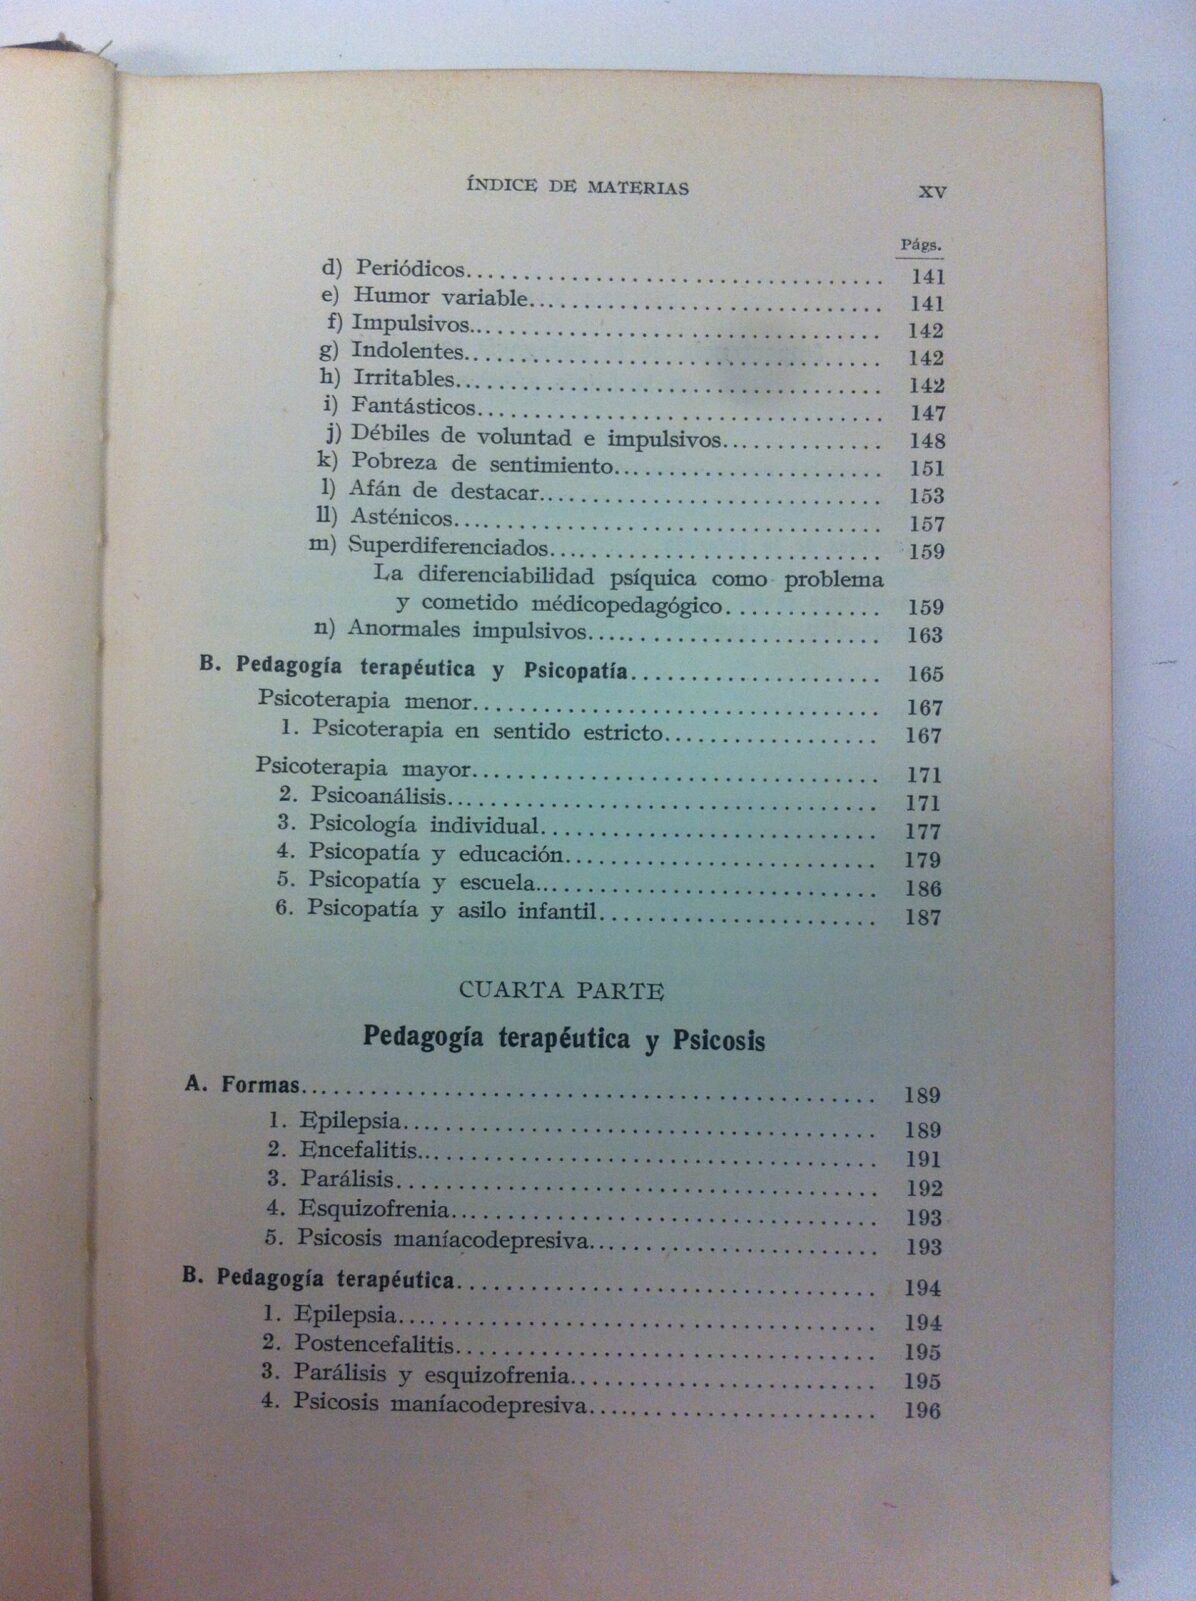 ÍNDICE DE MATERIAS XV
Págs.
d) Periódicos........................................ 141
e) Humor variable.................................. 141
f) Impulsivos........................................ 142
g) Indolentes........................................ 142
h) Irritables.......................................... 142
i) Fantásticos........................................ 147
j) Débiles de voluntad e impulsivos.............. 148
k) Pobreza de sentimiento......................... 151
l) Afán de destacar................................. 153
ll) Asténicos.......................................... 157
m) Superdiferenciados.............................. 159
La diferenciabilidad psíquica como problema
y cometido médicopedagógico.............. 159
n) Anormales impulsivos........................... 163
B. Pedagogía terapéutica y Psicopatía...................... 165
Psicoterapia menor.................................... 167
1. Psicoterapia en sentido estricto.................. 167
Psicoterapia mayor.................................... 171
2. Psicoanálisis........................................ 171
3. Psicología individual.............................. 177
4. Psicopatía y educación............................ 179
5. Psicopatía y escuela............................... 186
6. Psicopatía y asilo infantil........................ 187
CUARTA PARTE
Pedagogía terapéutica y Psicosis
A. Formas.................................................. 189
1. Epilepsia............................................ 189
2. Encefalitis.......................................... 191
3. Parálisis............................................ 192
4. Esquizofrenia....................................... 193
5. Psicosis maníacodepresiva........................ 193
B. Pedagogía terapéutica.................................. 194
1. Epilepsia............................................ 194
2. Postencefalitis..................................... 195
3. Parálisis y esquizofrenia.......................... 195
4. Psicosis maníacodepresiva........................ 196